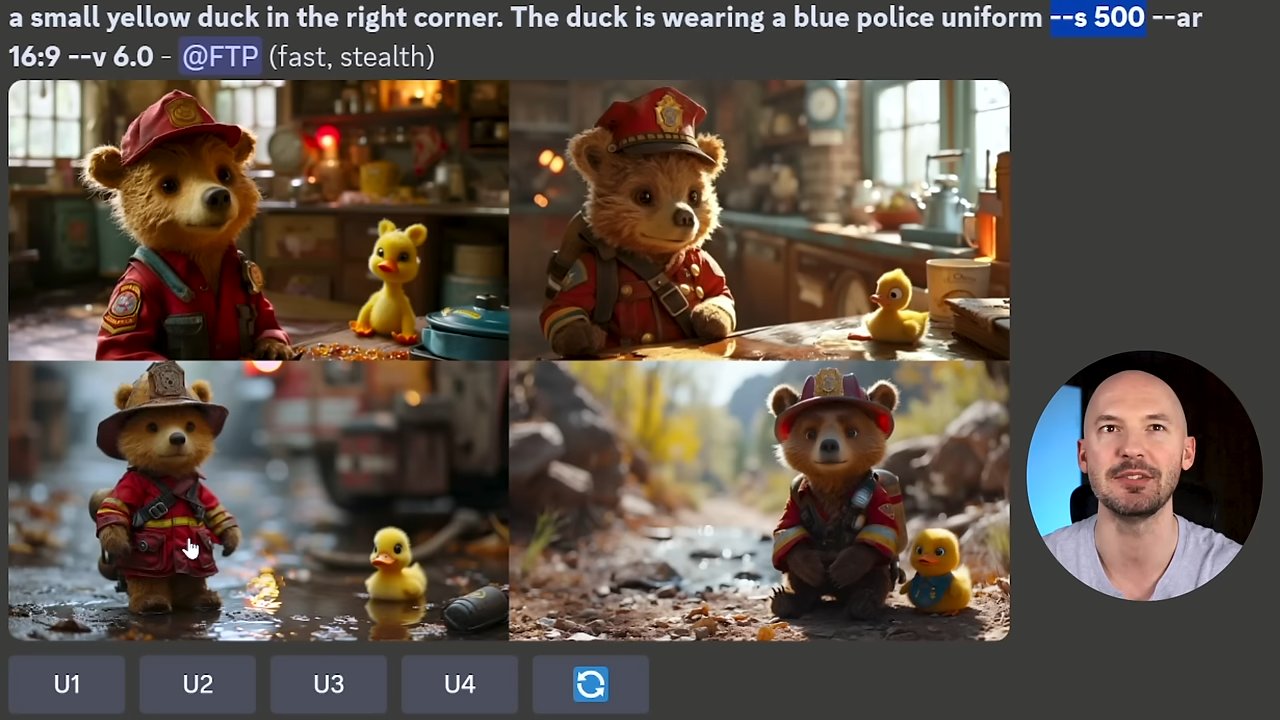 a small yellow duck in the right corner. The duck is wearing a blue police uniform --s 500 --ar
16:9 --v 6.0 - @FTP (fast, stealth)
U1 U2 U3 U4